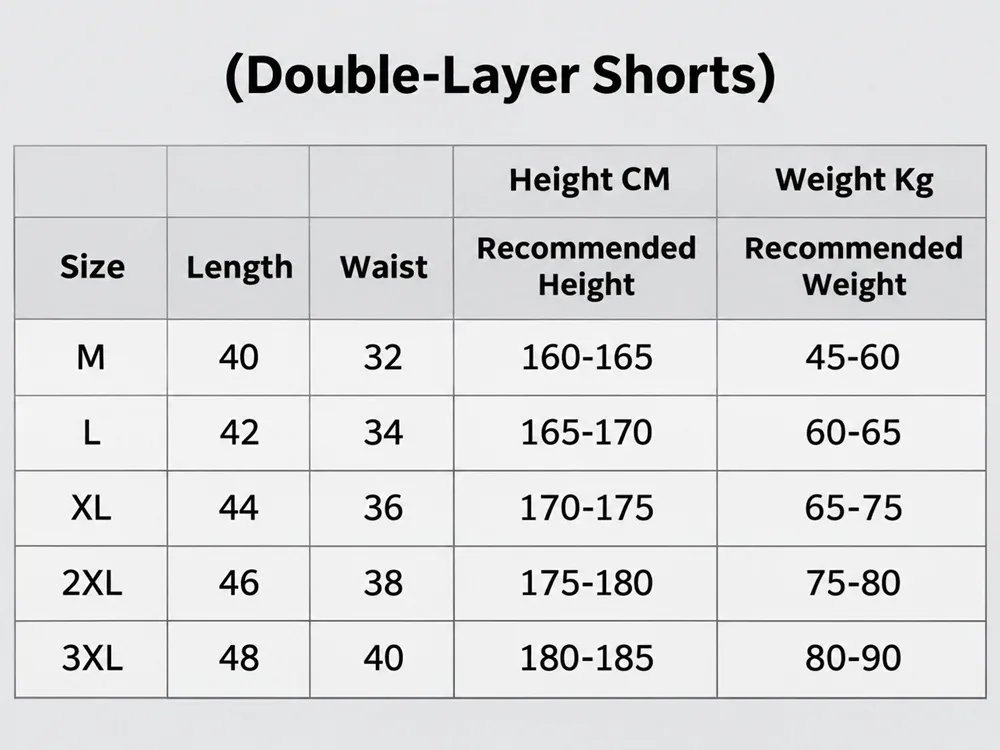 (Double-Layer Shorts)
Height CM Weight Kg
Size Length Waist Recommended Height Recommended Weight
M 40 32 160-165 45-60
L 42 34 165-170 60-65
XL 44 36 170-175 65-75
2XL 46 38 175-180 75-80
3XL 48 40 180-185 80-90